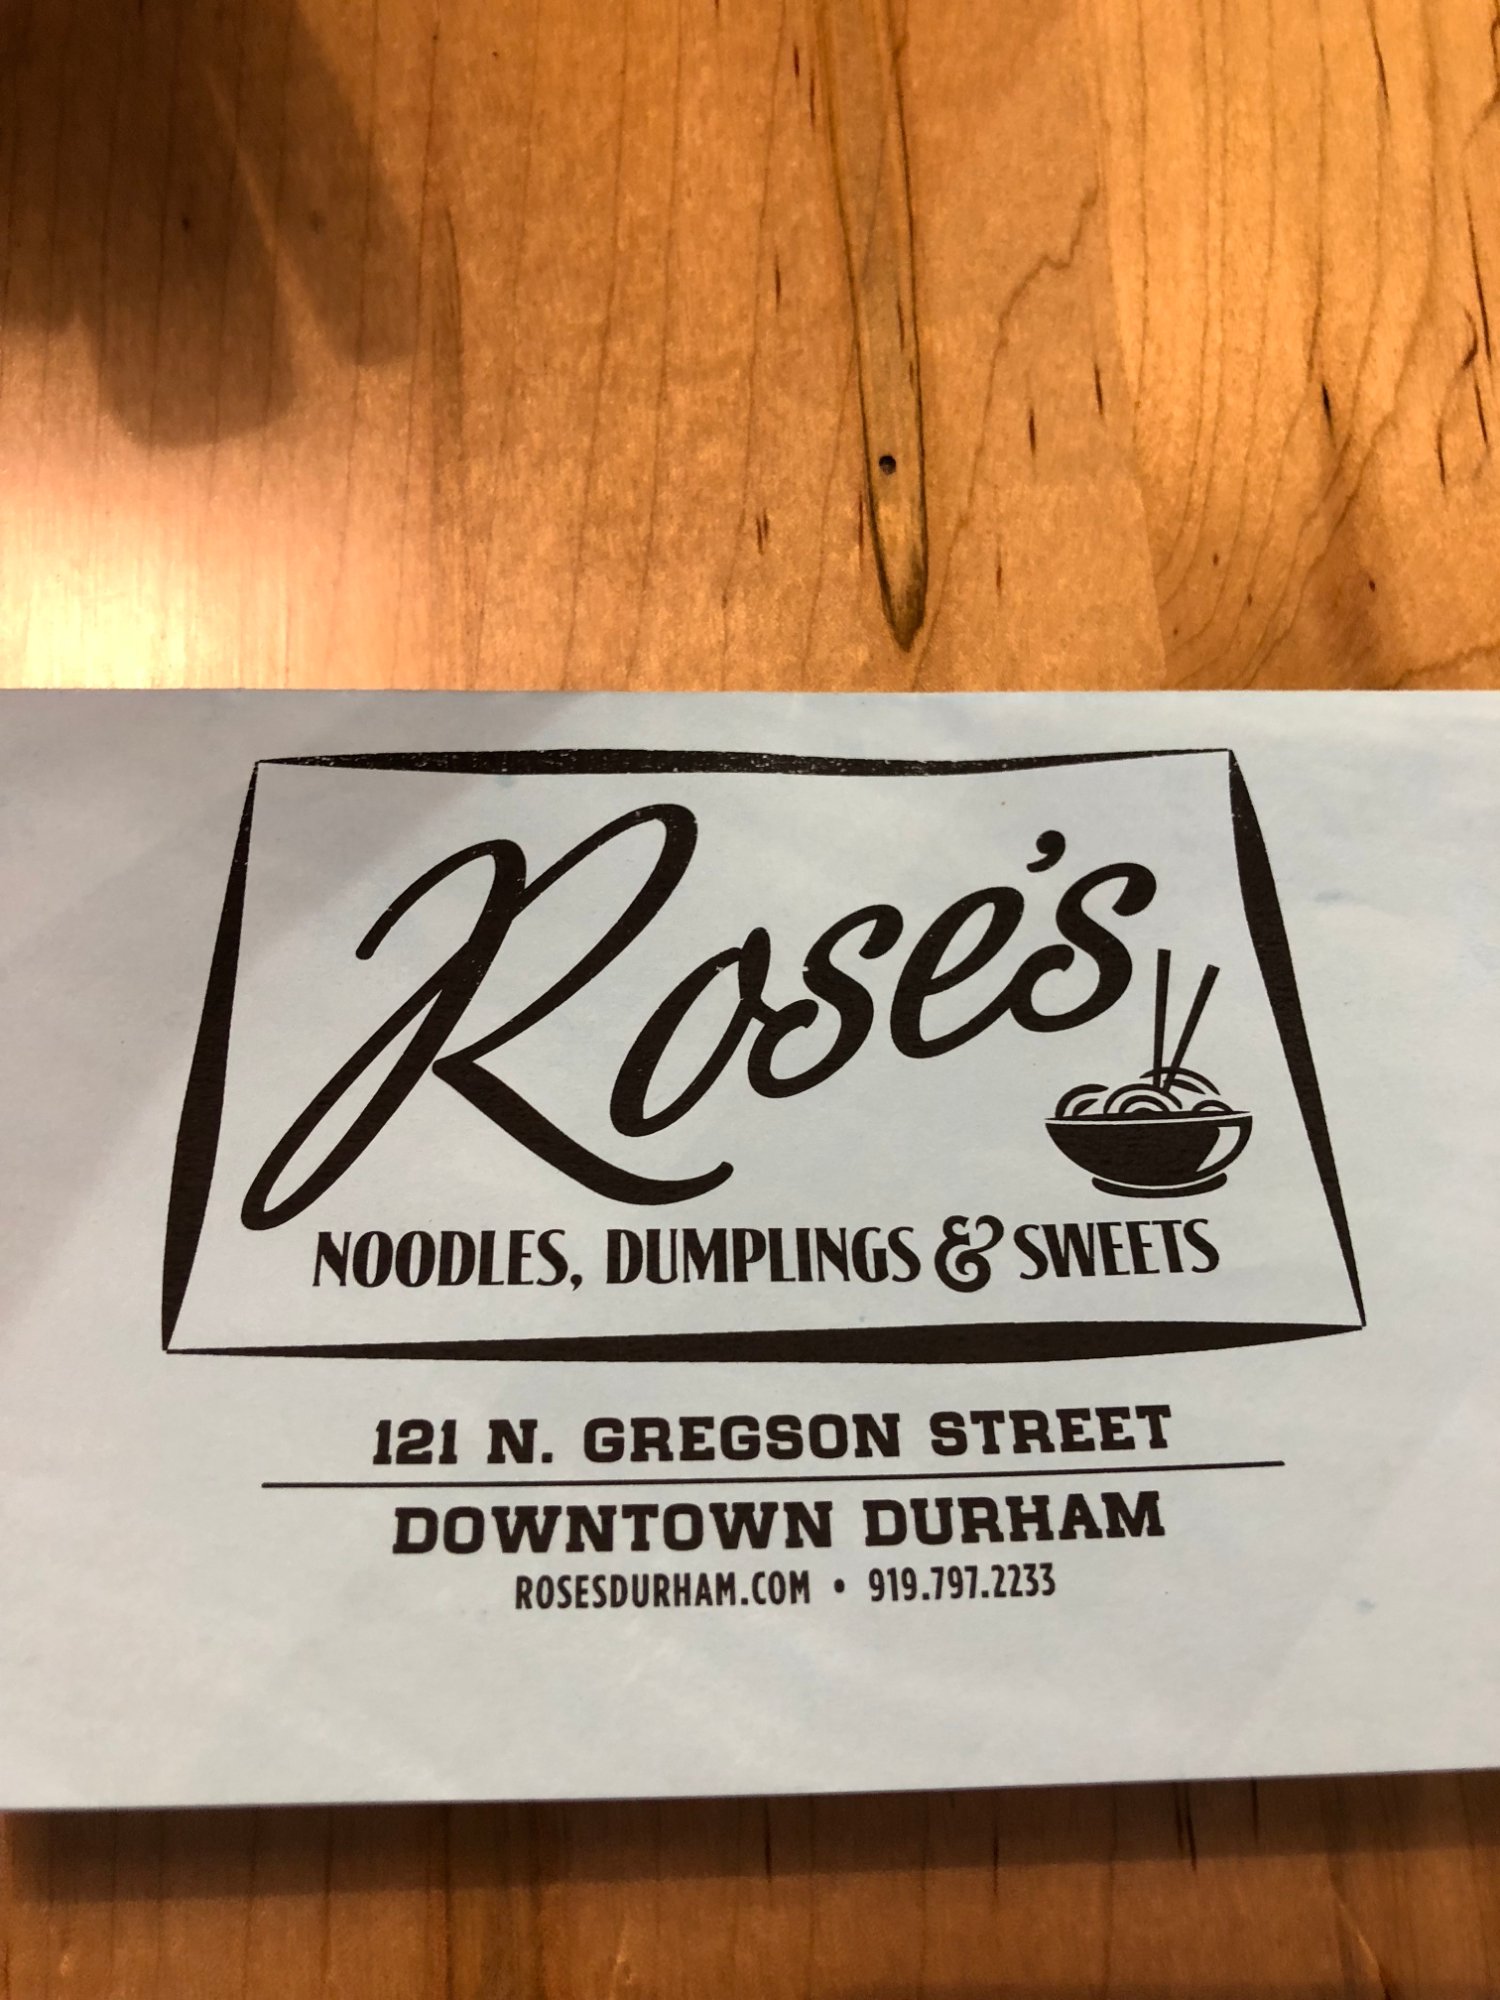 Rose's
NOODLES, DUMPLINGS & SWEETS
121 N. GREGSON STREET
DOWNTOWN DURHAM
ROSESDURHAM.COM • 919.797.2233